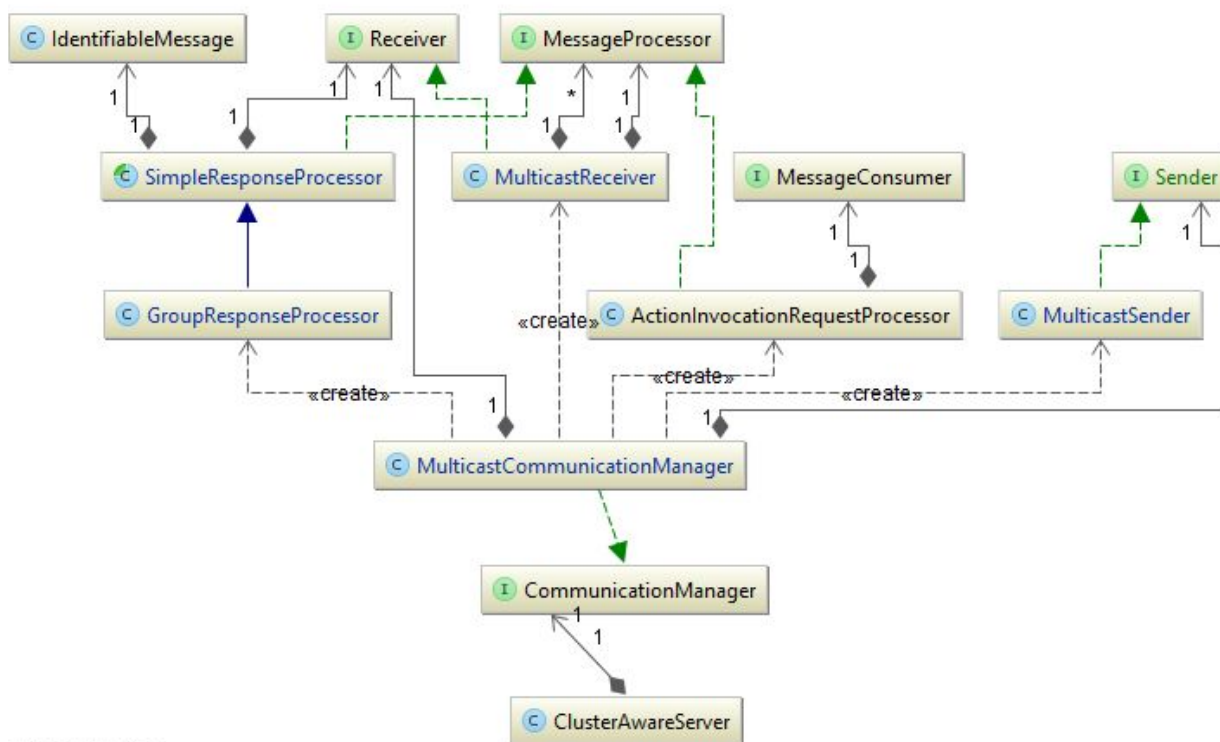 C IdentifiableMessage
I Receiver
I MessageProcessor
1
1
1
1
1
*
1
1
1
C SimpleResponseProcessor
C MulticastReceiver
I MessageConsumer
I Sender
1
1
1
C GroupResponseProcessor
«create»
C ActionInvocationRequestProcessor
C MulticastSender
«create»
«create»
«create»
1
1
C MulticastCommunicationManager
I CommunicationManager
1
1
C ClusterAwareServer